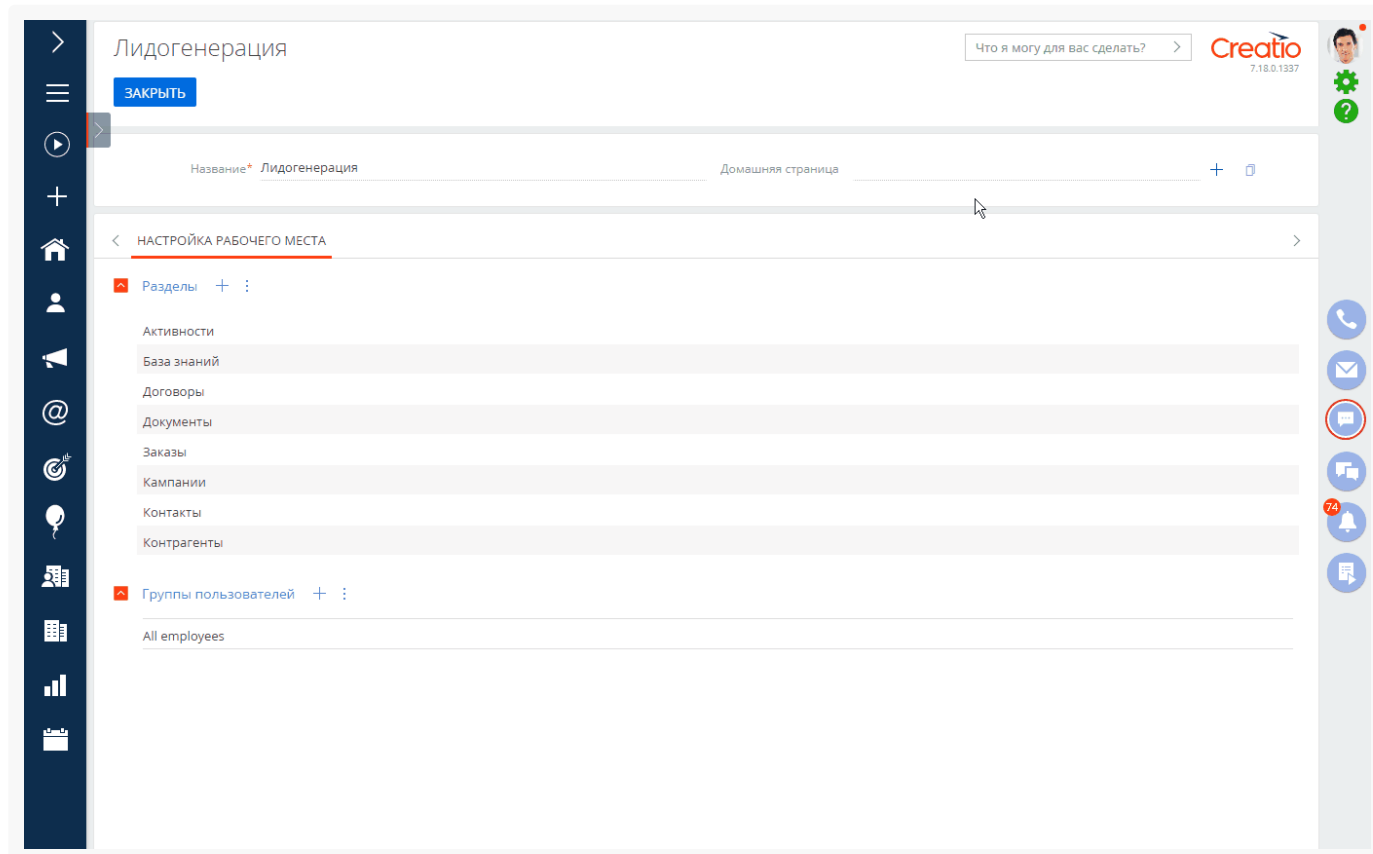 Лидогенерация
Что я могу для вас сделать?
Creatio
7.18.0.1337
ЗАКРЫТЬ
Название* Лидогенерация
Домашняя страница
НАСТРОЙКА РАБОЧЕГО МЕСТА
Разделы
Активности
База знаний
Договоры
Документы
Заказы
Кампании
Контакты
Контрагенты
74
Группы пользователей
All employees